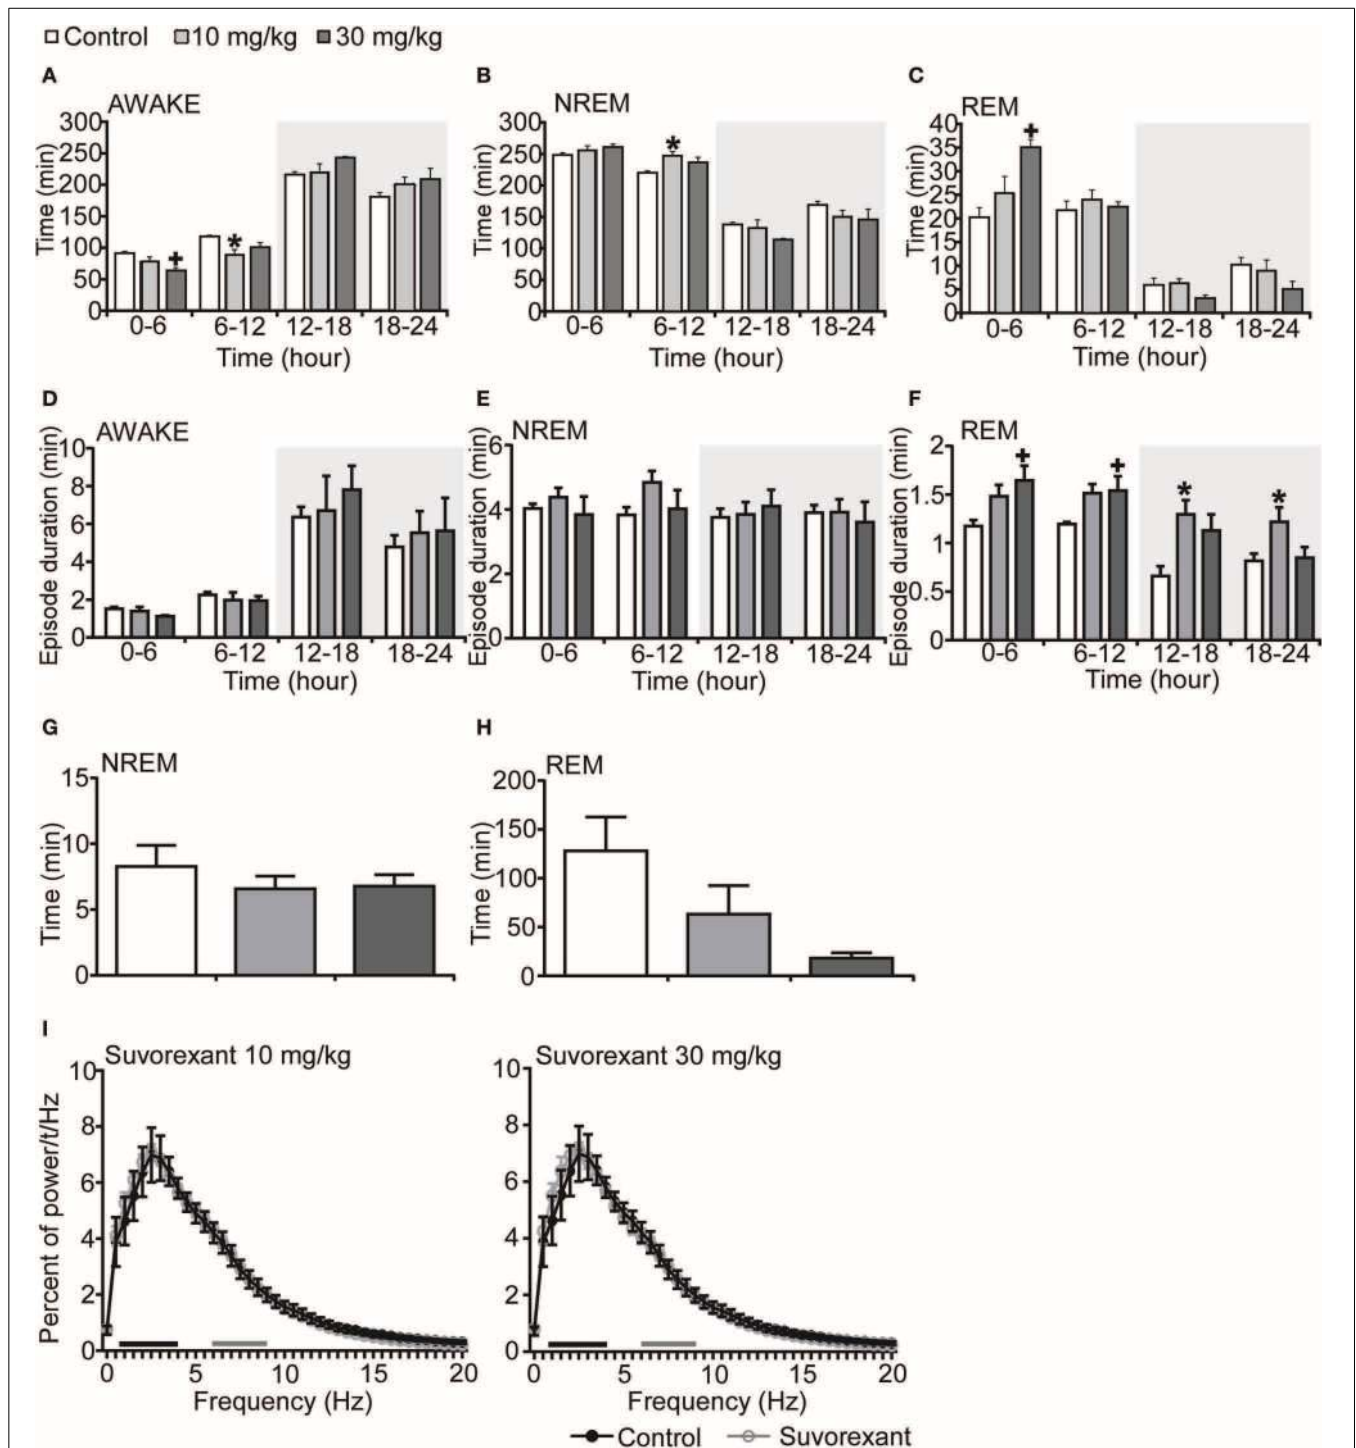 Control 10 mg/kg 30 mg/kg
A
AWAKE
Time (min)
300
250
200
150
100
50
0
+
*
0-6 6-12 12-18 18-24
Time (hour)
B
NREM
Time (min)
300
250
200
150
100
50
0
*
0-6 6-12 12-18 18-24
Time (hour)
C
REM
Time (min)
40
35
30
25
20
15
10
5
0
+
0-6 6-12 12-18 18-24
Time (hour)
D
AWAKE
Episode duration (min)
10
8
6
4
2
0
0-6 6-12 12-18 18-24
Time (hour)
E
NREM
Episode duration (min)
6
4
2
0
0-6 6-12 12-18 18-24
Time (hour)
F
REM
Episode duration (min)
2
1.5
1
0.5
0
+ + * *
0-6 6-12 12-18 18-24
Time (hour)
G
NREM
Time (min)
15
10
5
0
H
REM
Time (min)
200
150
100
50
0
I
Suvorexant 10 mg/kg
Percent of power/t/Hz
10
8
6
4
2
0
0 5 10 15 20
Frequency (Hz)
Suvorexant 30 mg/kg
10
8
6
4
2
0
0 5 10 15 20
Frequency (Hz)
Control Suvorexant